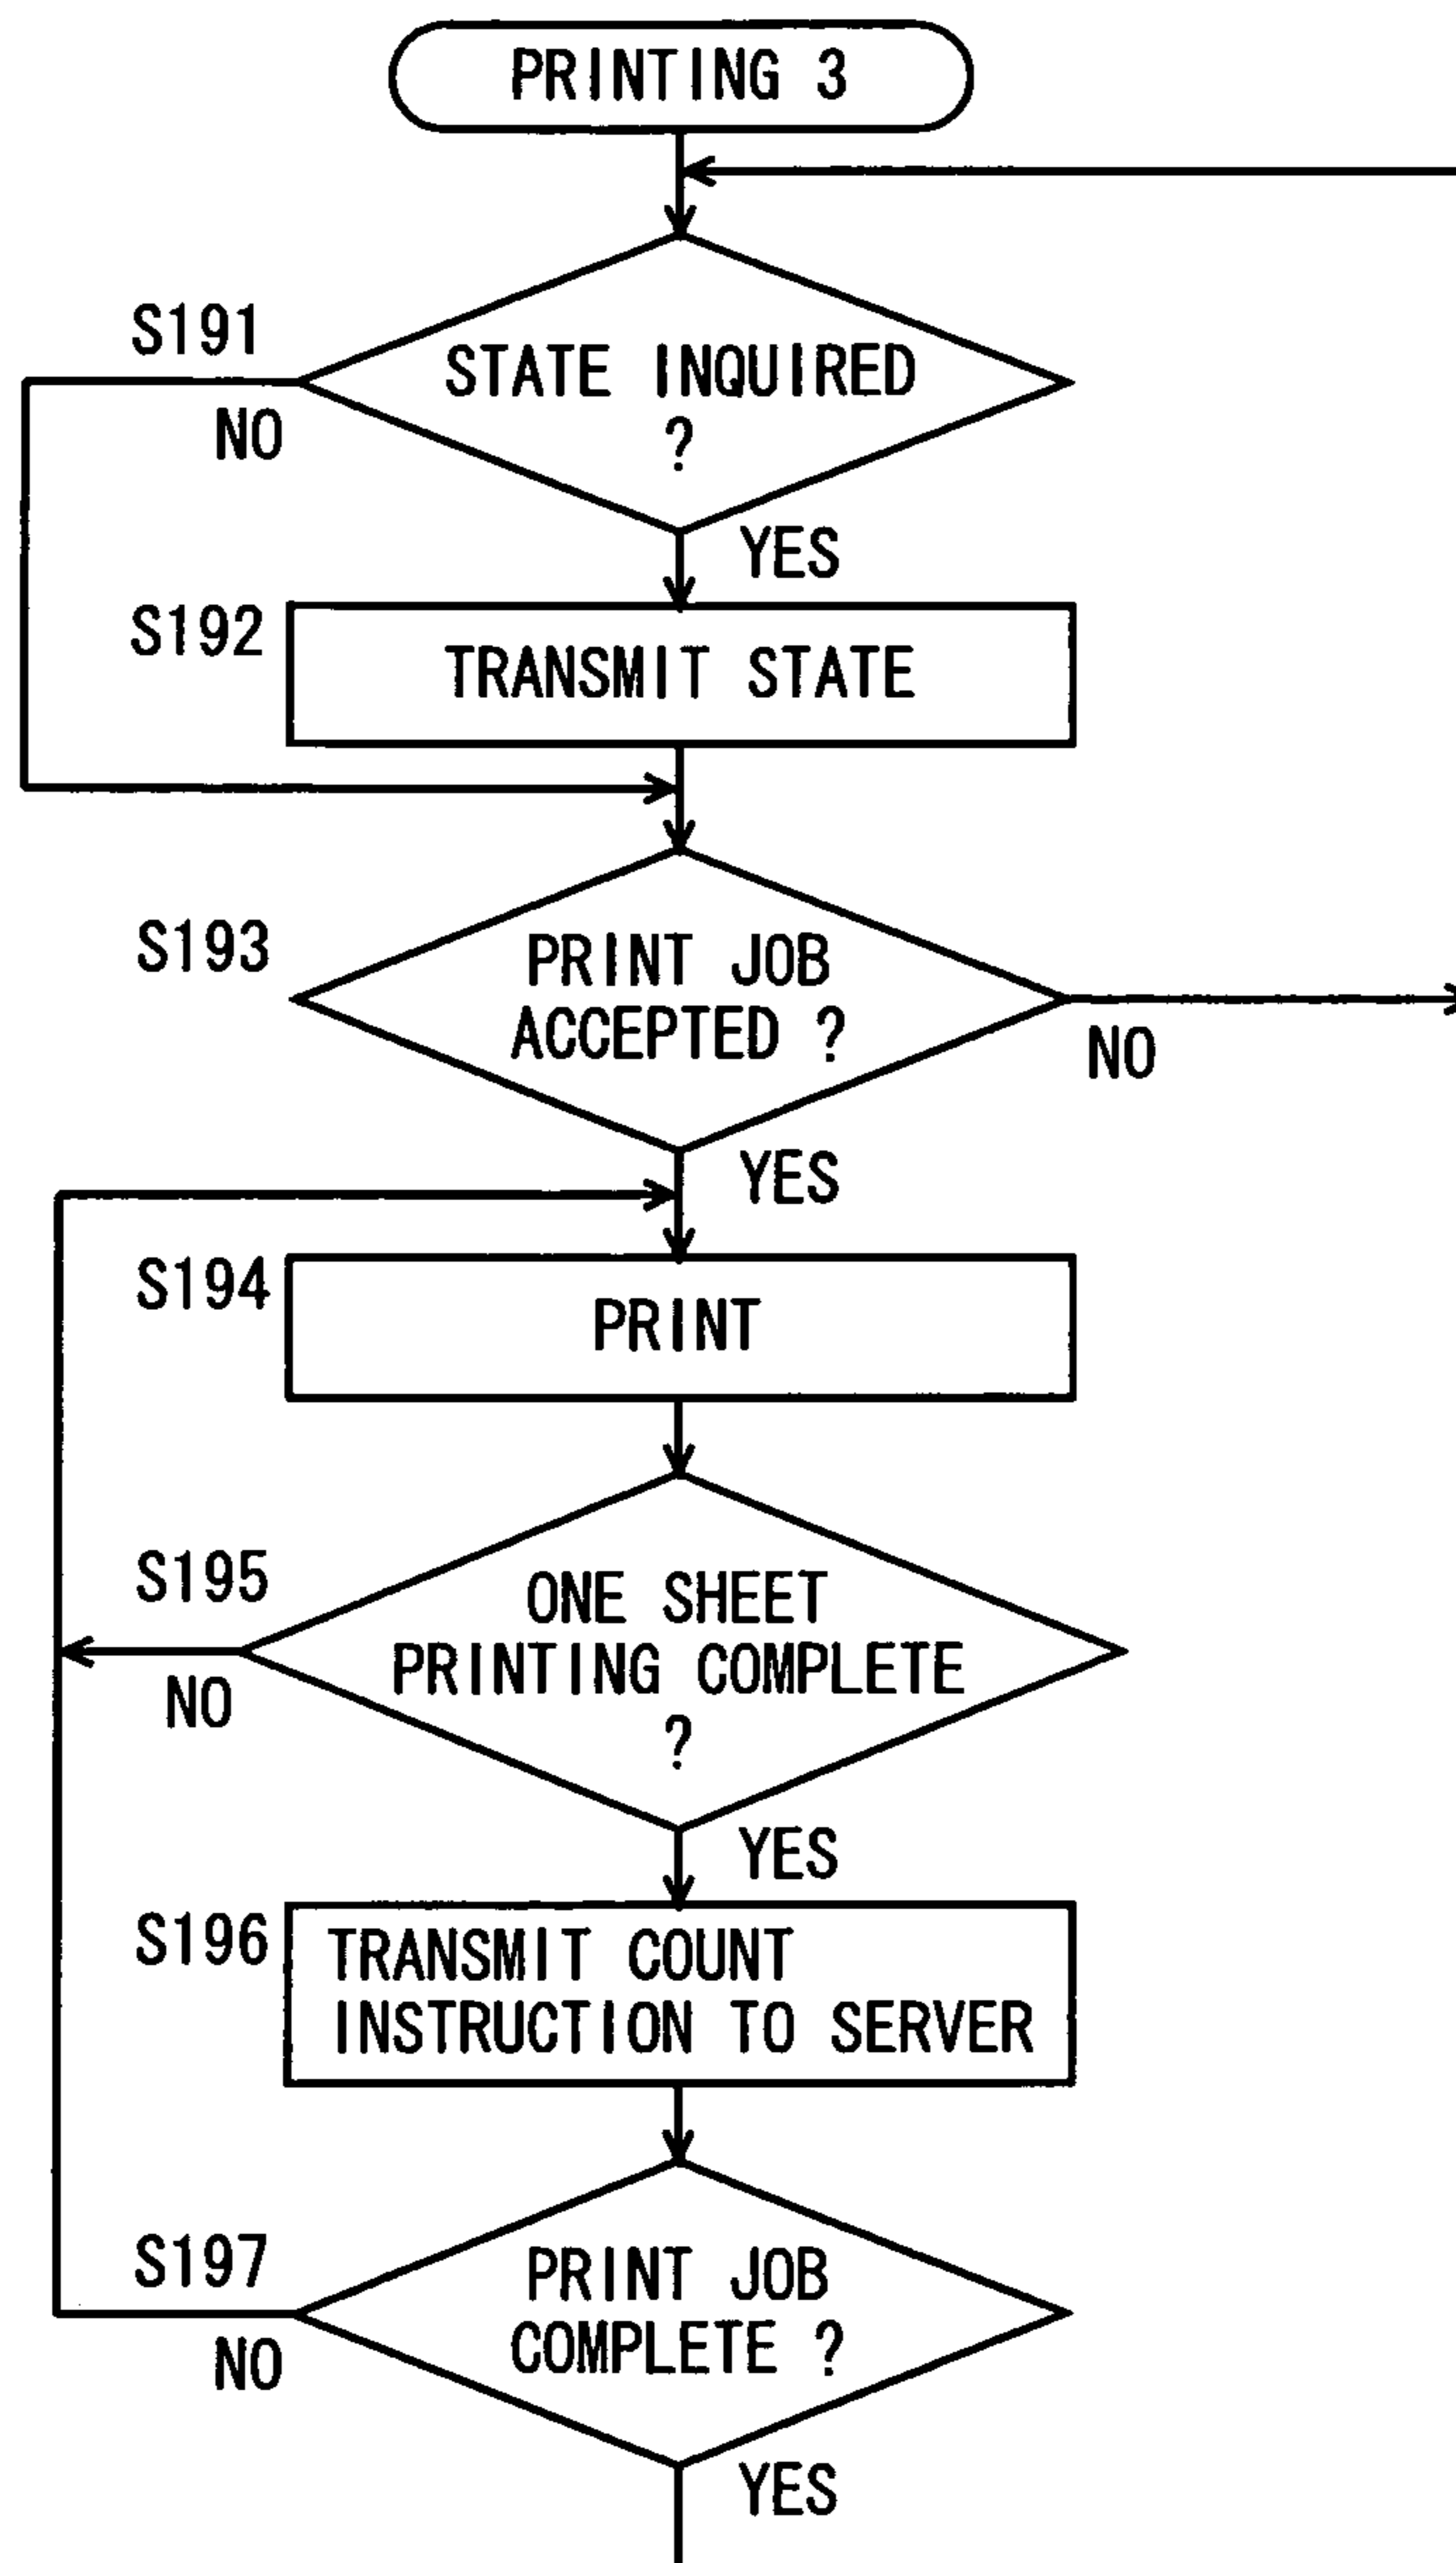 PRINTING 3
S191
STATE INQUIRED
?
NO
YES
S192
TRANSMIT STATE
S193
PRINT JOB
ACCEPTED ?
NO
YES
S194
PRINT
S195
ONE SHEET
PRINTING COMPLETE
?
NO
YES
S196
TRANSMIT COUNT
INSTRUCTION TO SERVER
S197
PRINT JOB
COMPLETE ?
NO
YES